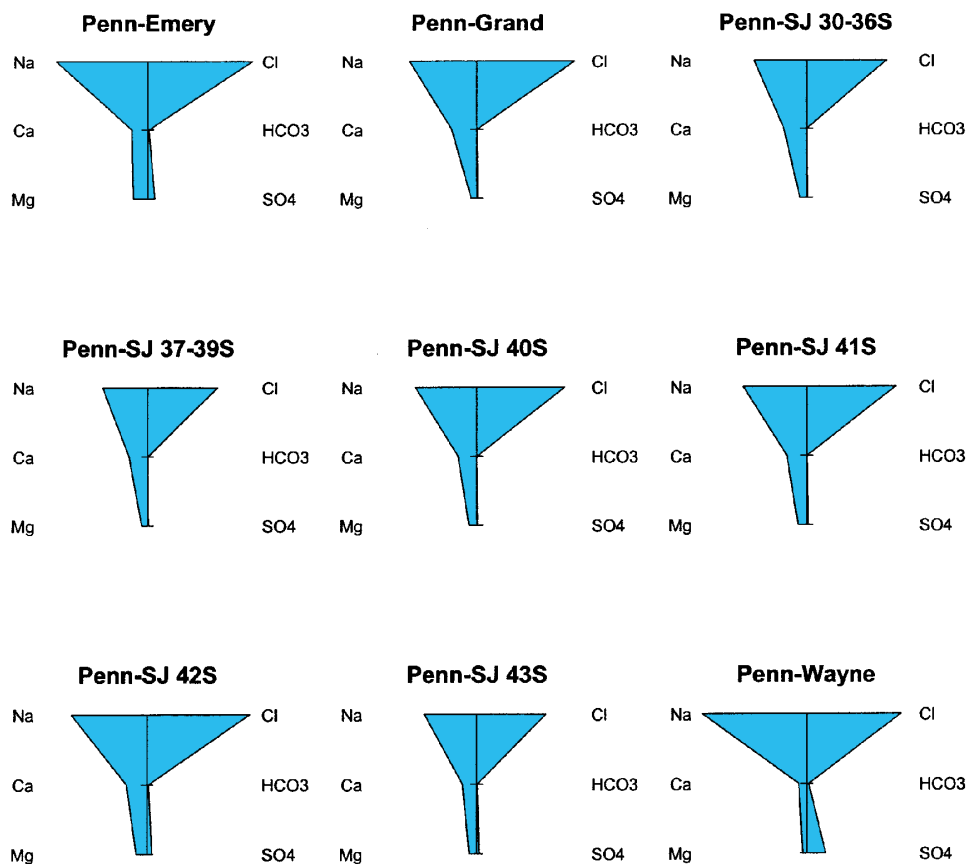 Penn-Emery Penn-Grand Penn-SJ 30-36S
Na Cl Na Cl Na Cl
Ca HCO3 Ca HCO3 Ca HCO3
Mg SO4 Mg SO4 Mg SO4
Penn-SJ 37-39S Penn-SJ 40S Penn-SJ 41S
Na Cl Na Cl Na Cl
Ca HCO3 Ca HCO3 Ca HCO3
Mg SO4 Mg SO4 Mg SO4
Penn-SJ 42S Penn-SJ 43S Penn-Wayne
Na Cl Na Cl Na Cl
Ca HCO3 Ca HCO3 Ca HCO3
Mg SO4 Mg SO4 Mg SO4